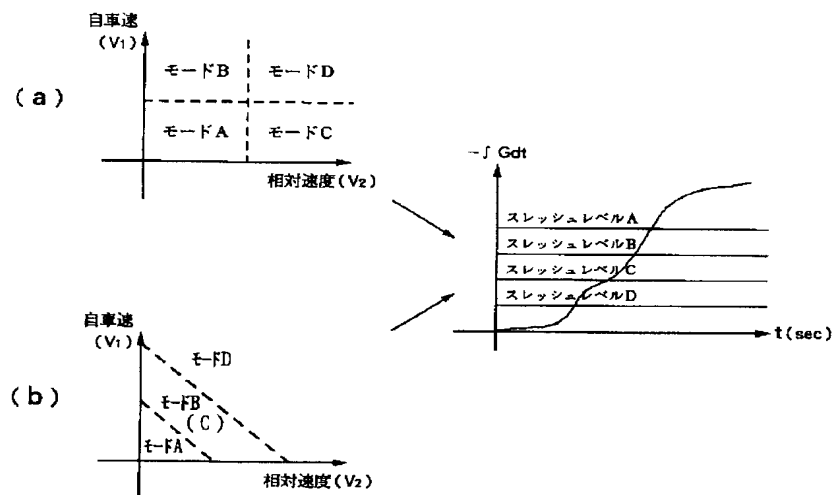 自車速
(V1)
(a)
モードB
モードD
モードA
モードC
相対速度(V2)
-∫ Gdt
スレッシュレベルA
スレッシュレベルB
スレッシュレベルC
スレッシュレベルD
t(sec)
自車速
(V1)
(b)
モードD
モードB
(C)
モードA
相対速度(V2)